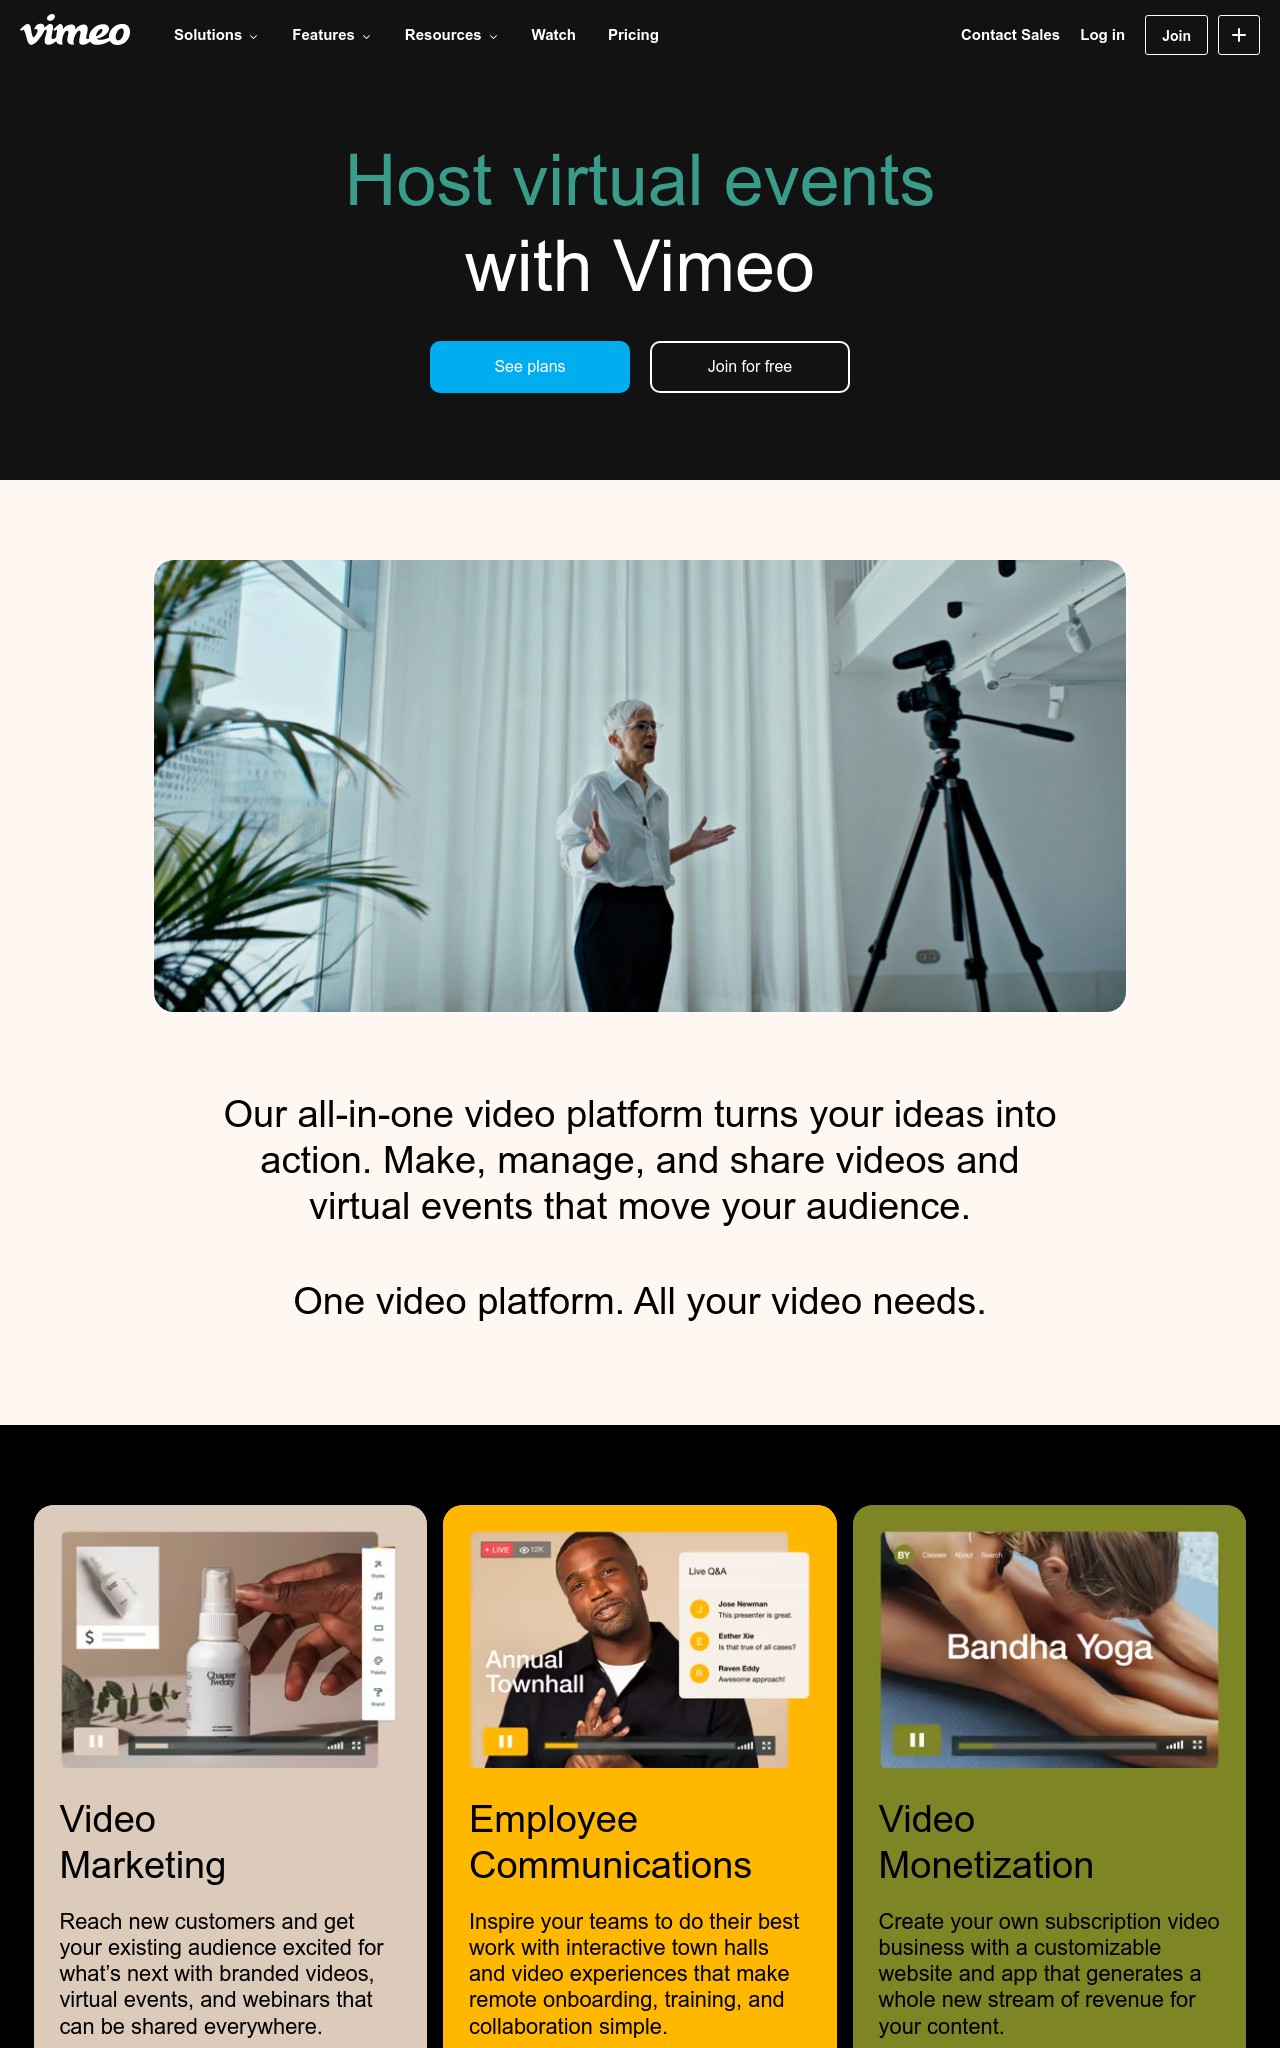 vimeo
Solutions
Features
Resources
Watch
Pricing
Contact Sales
Log in
Join
Host virtual events
with Vimeo
See plans
Join for free
Our all-in-one video platform turns your ideas into
action. Make, manage, and share videos and
virtual events that move your audience.
One video platform. All your video needs.
$
Chapter
Twenty
Styles
Music
Ratio
Palette
Brand
Video
Marketing
Reach new customers and get
your existing audience excited for
what’s next with branded videos,
virtual events, and webinars that
can be shared everywhere.
LIVE
12K
Live Q&A
J
Jose Newman
This presenter is great.
E
Esther Xie
Is that true of all cases?
R
Raven Eddy
Awesome approach!
Annual
Townhall
Employee
Communications
Inspire your teams to do their best
work with interactive town halls
and video experiences that make
remote onboarding, training, and
collaboration simple.
BY
Classes
About
Search
Bandha Yoga
Video
Monetization
Create your own subscription video
business with a customizable
website and app that generates a
whole new stream of revenue for
your content.